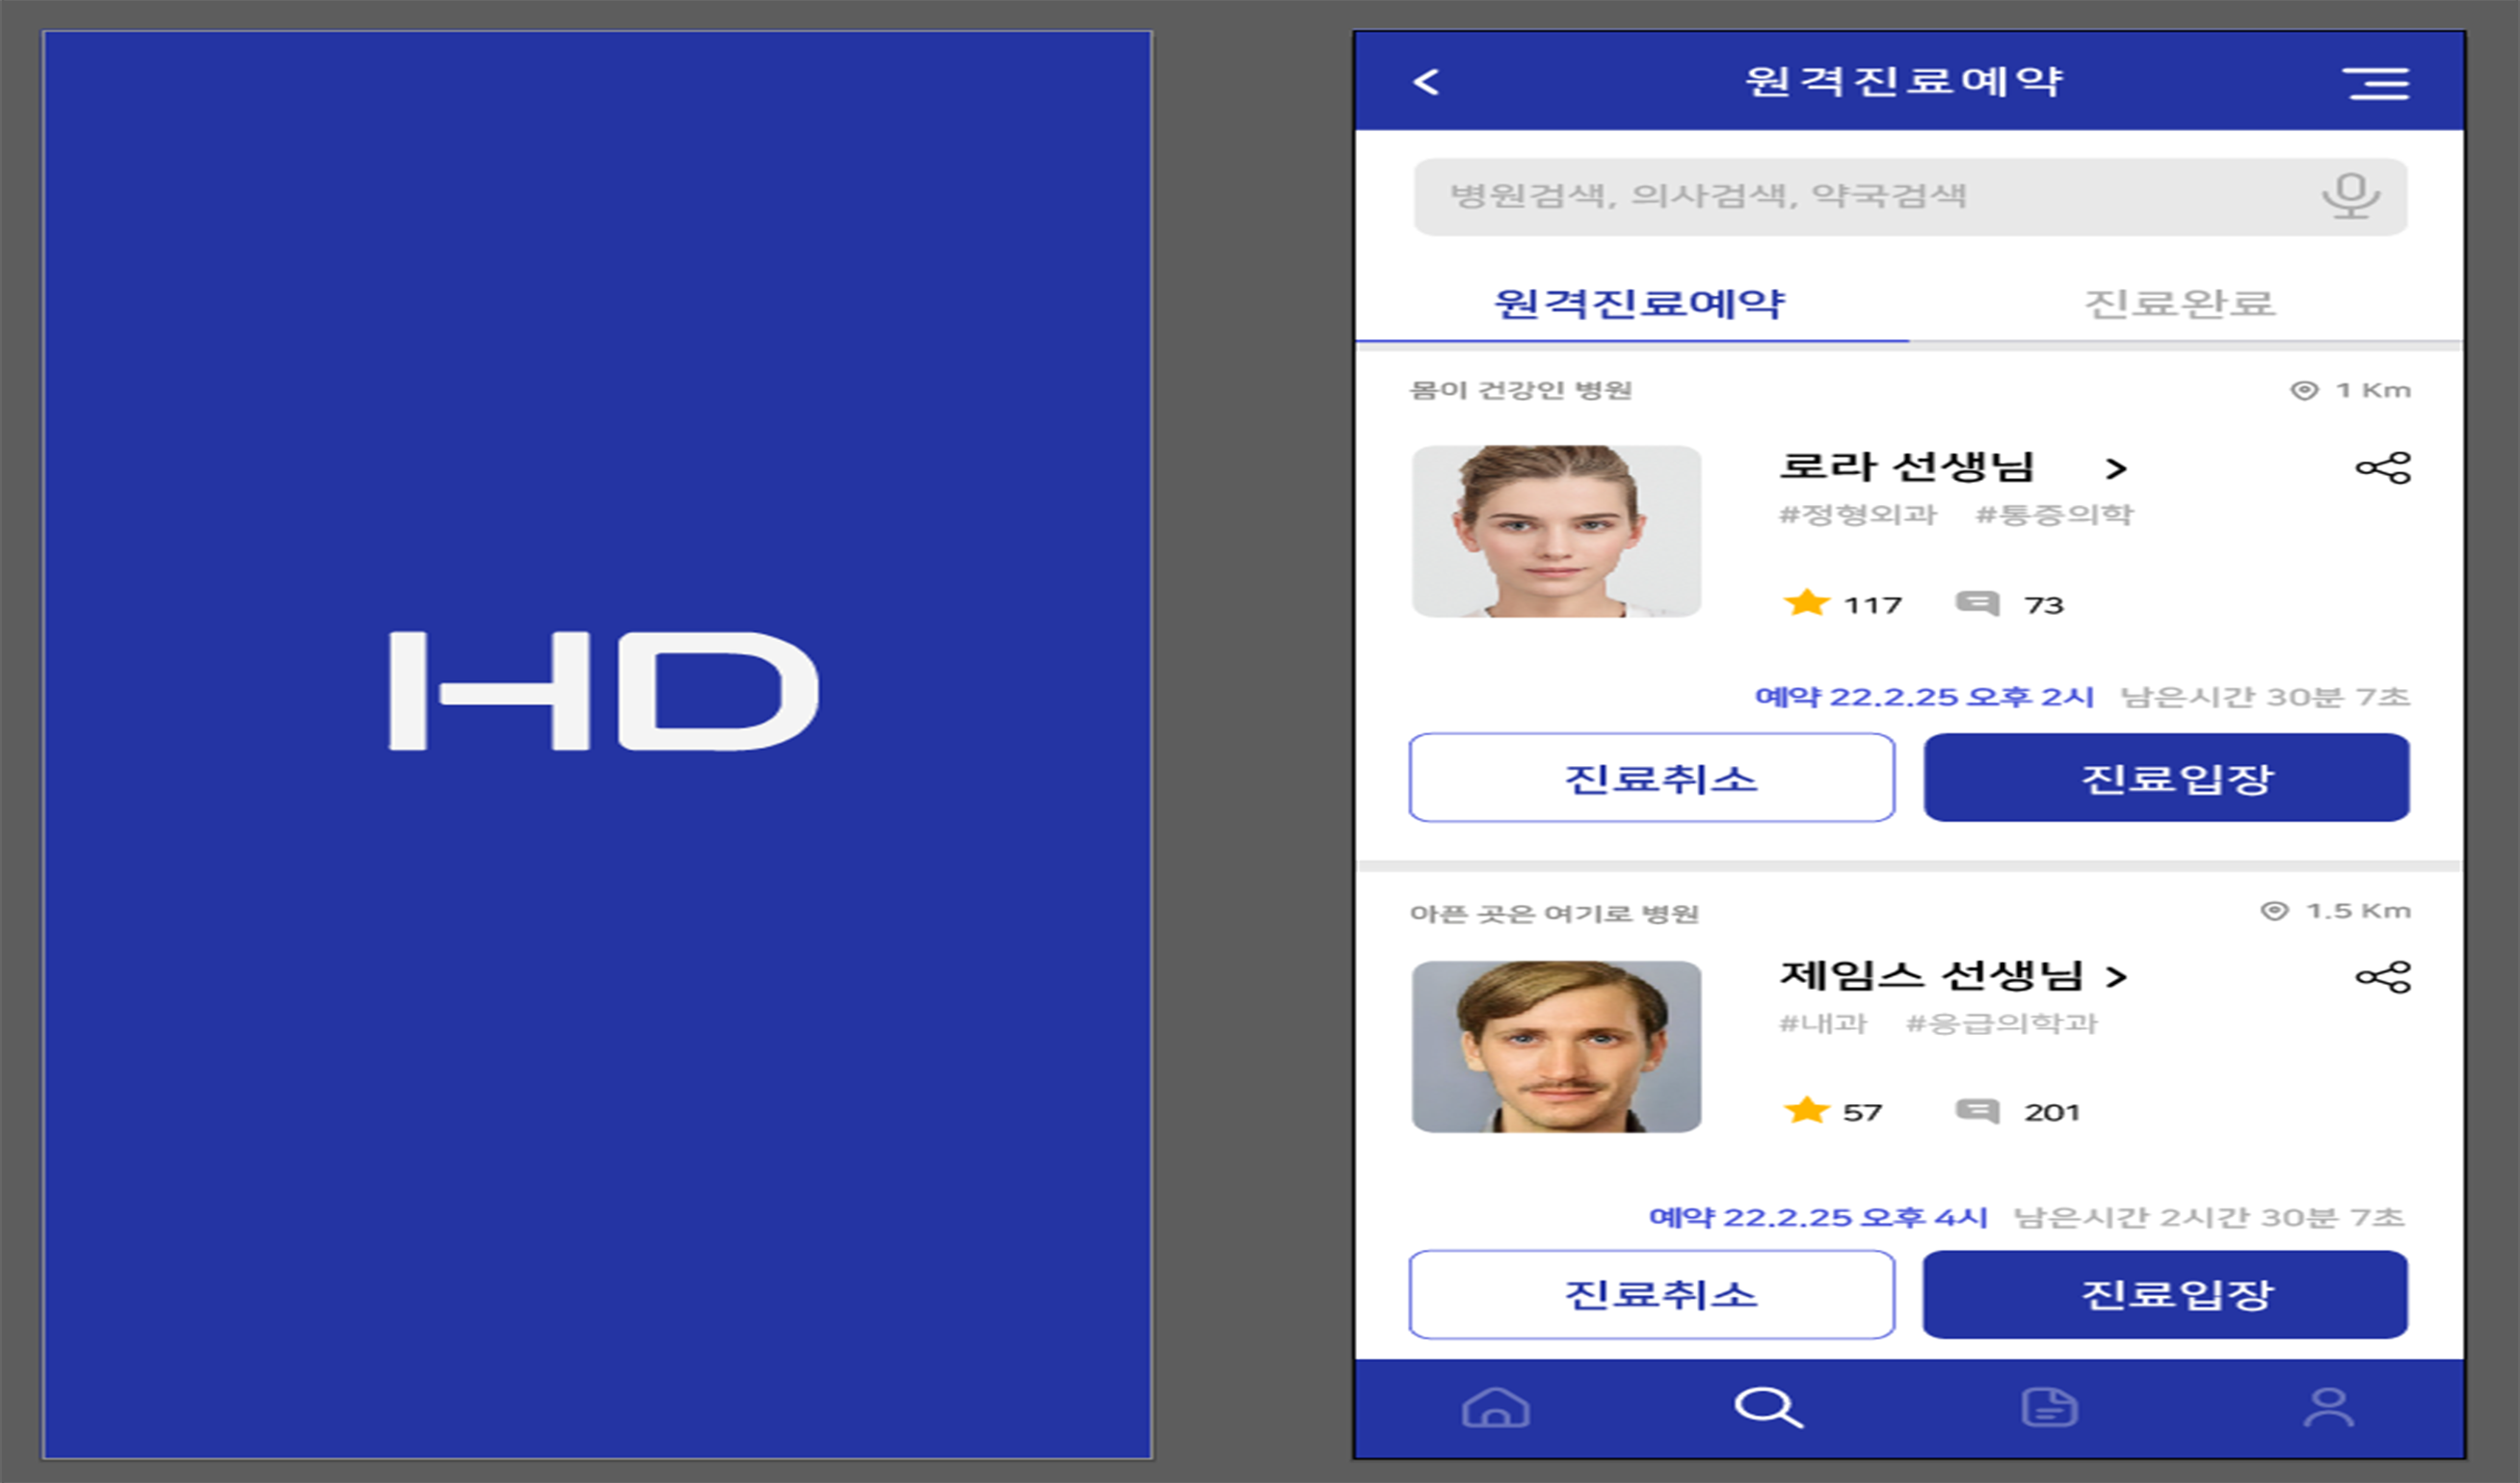 HD
원격진료예약
병원검색, 의사검색, 약국검색
원격진료예약 진료완료
몸이 건강인 병원 1 Km
로라 선생님 >
#정형외과 #통증의학
117 73
예약 22.2.25 오후 2시 남은시간 30분 7초
진료취소 진료입장
아픈 곳은 여기로 병원 1.5 Km
제임스 선생님 >
#내과 #응급의학과
57 201
예약 22.2.25 오후 4시 남은시간 2시간 30분 7초
진료취소 진료입장